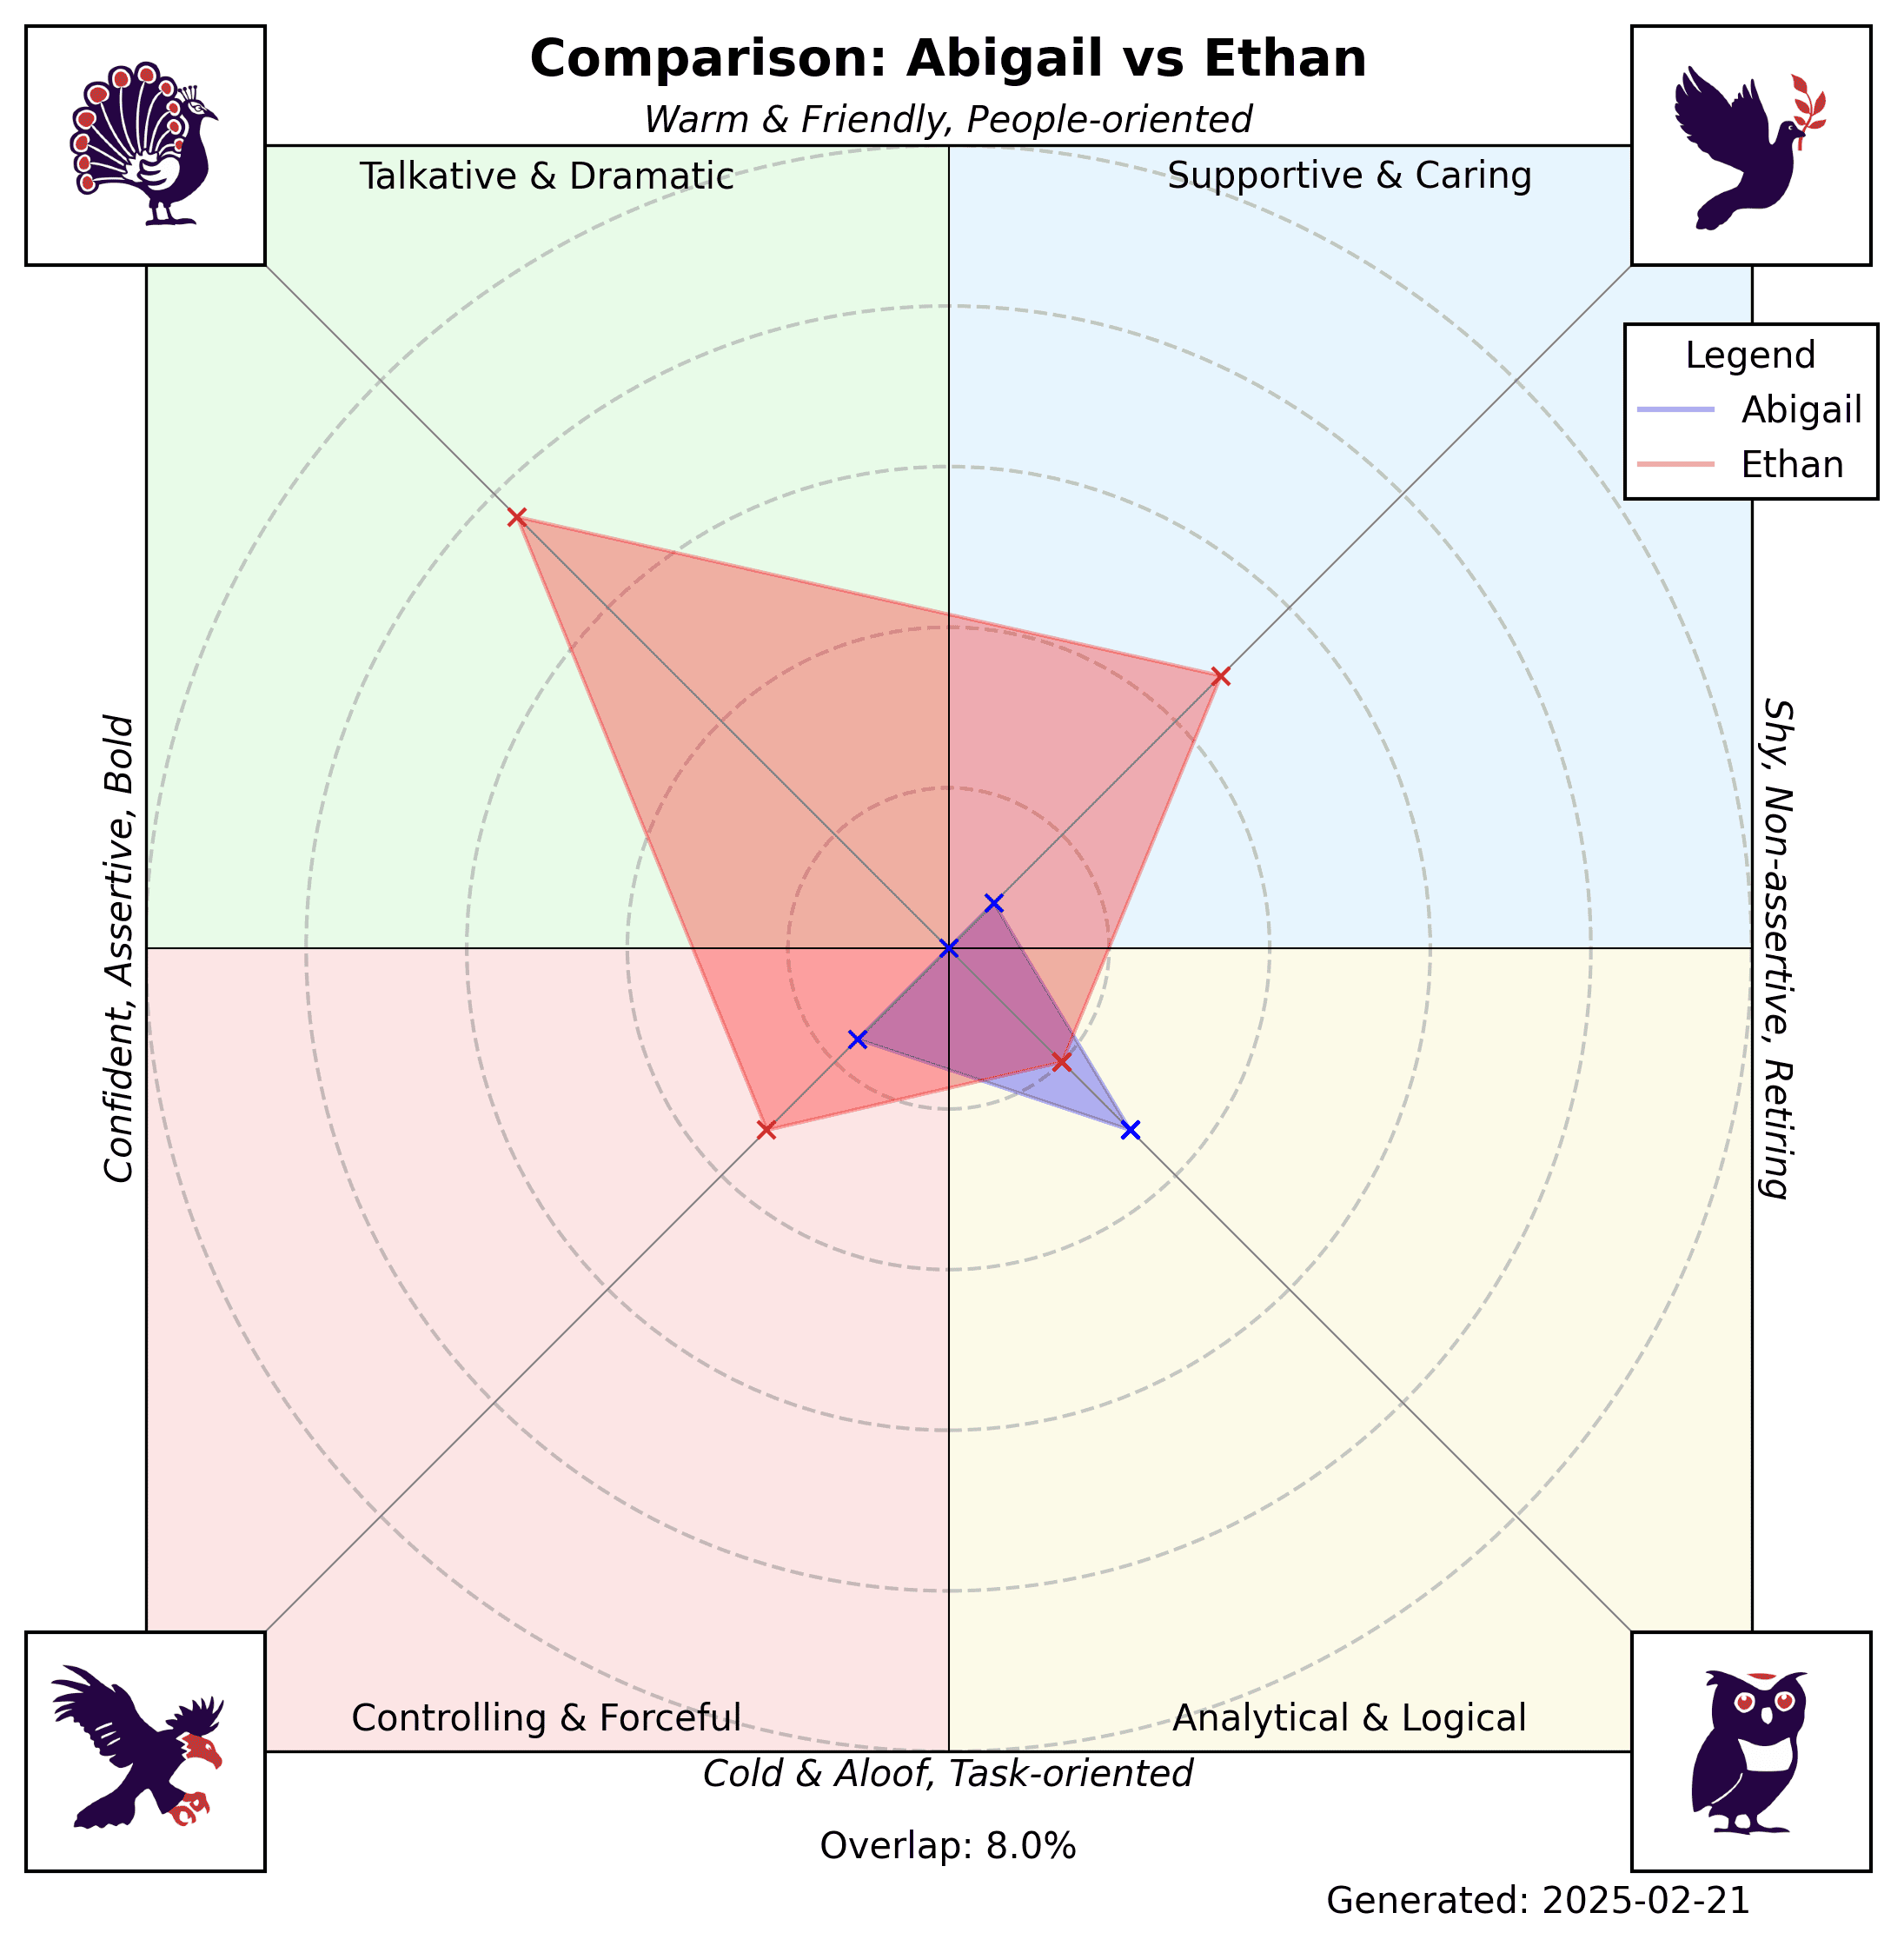 Comparison: Abigail vs Ethan
Warm & Friendly, People-oriented
Talkative & Dramatic
Supportive & Caring
Legend
Abigail
Ethan
Confident, Assertive, Bold
Shy, Non-assertive, Retiring
Controlling & Forceful
Analytical & Logical
Cold & Aloof, Task-oriented
Overlap: 8.0%
Generated: 2025-02-21